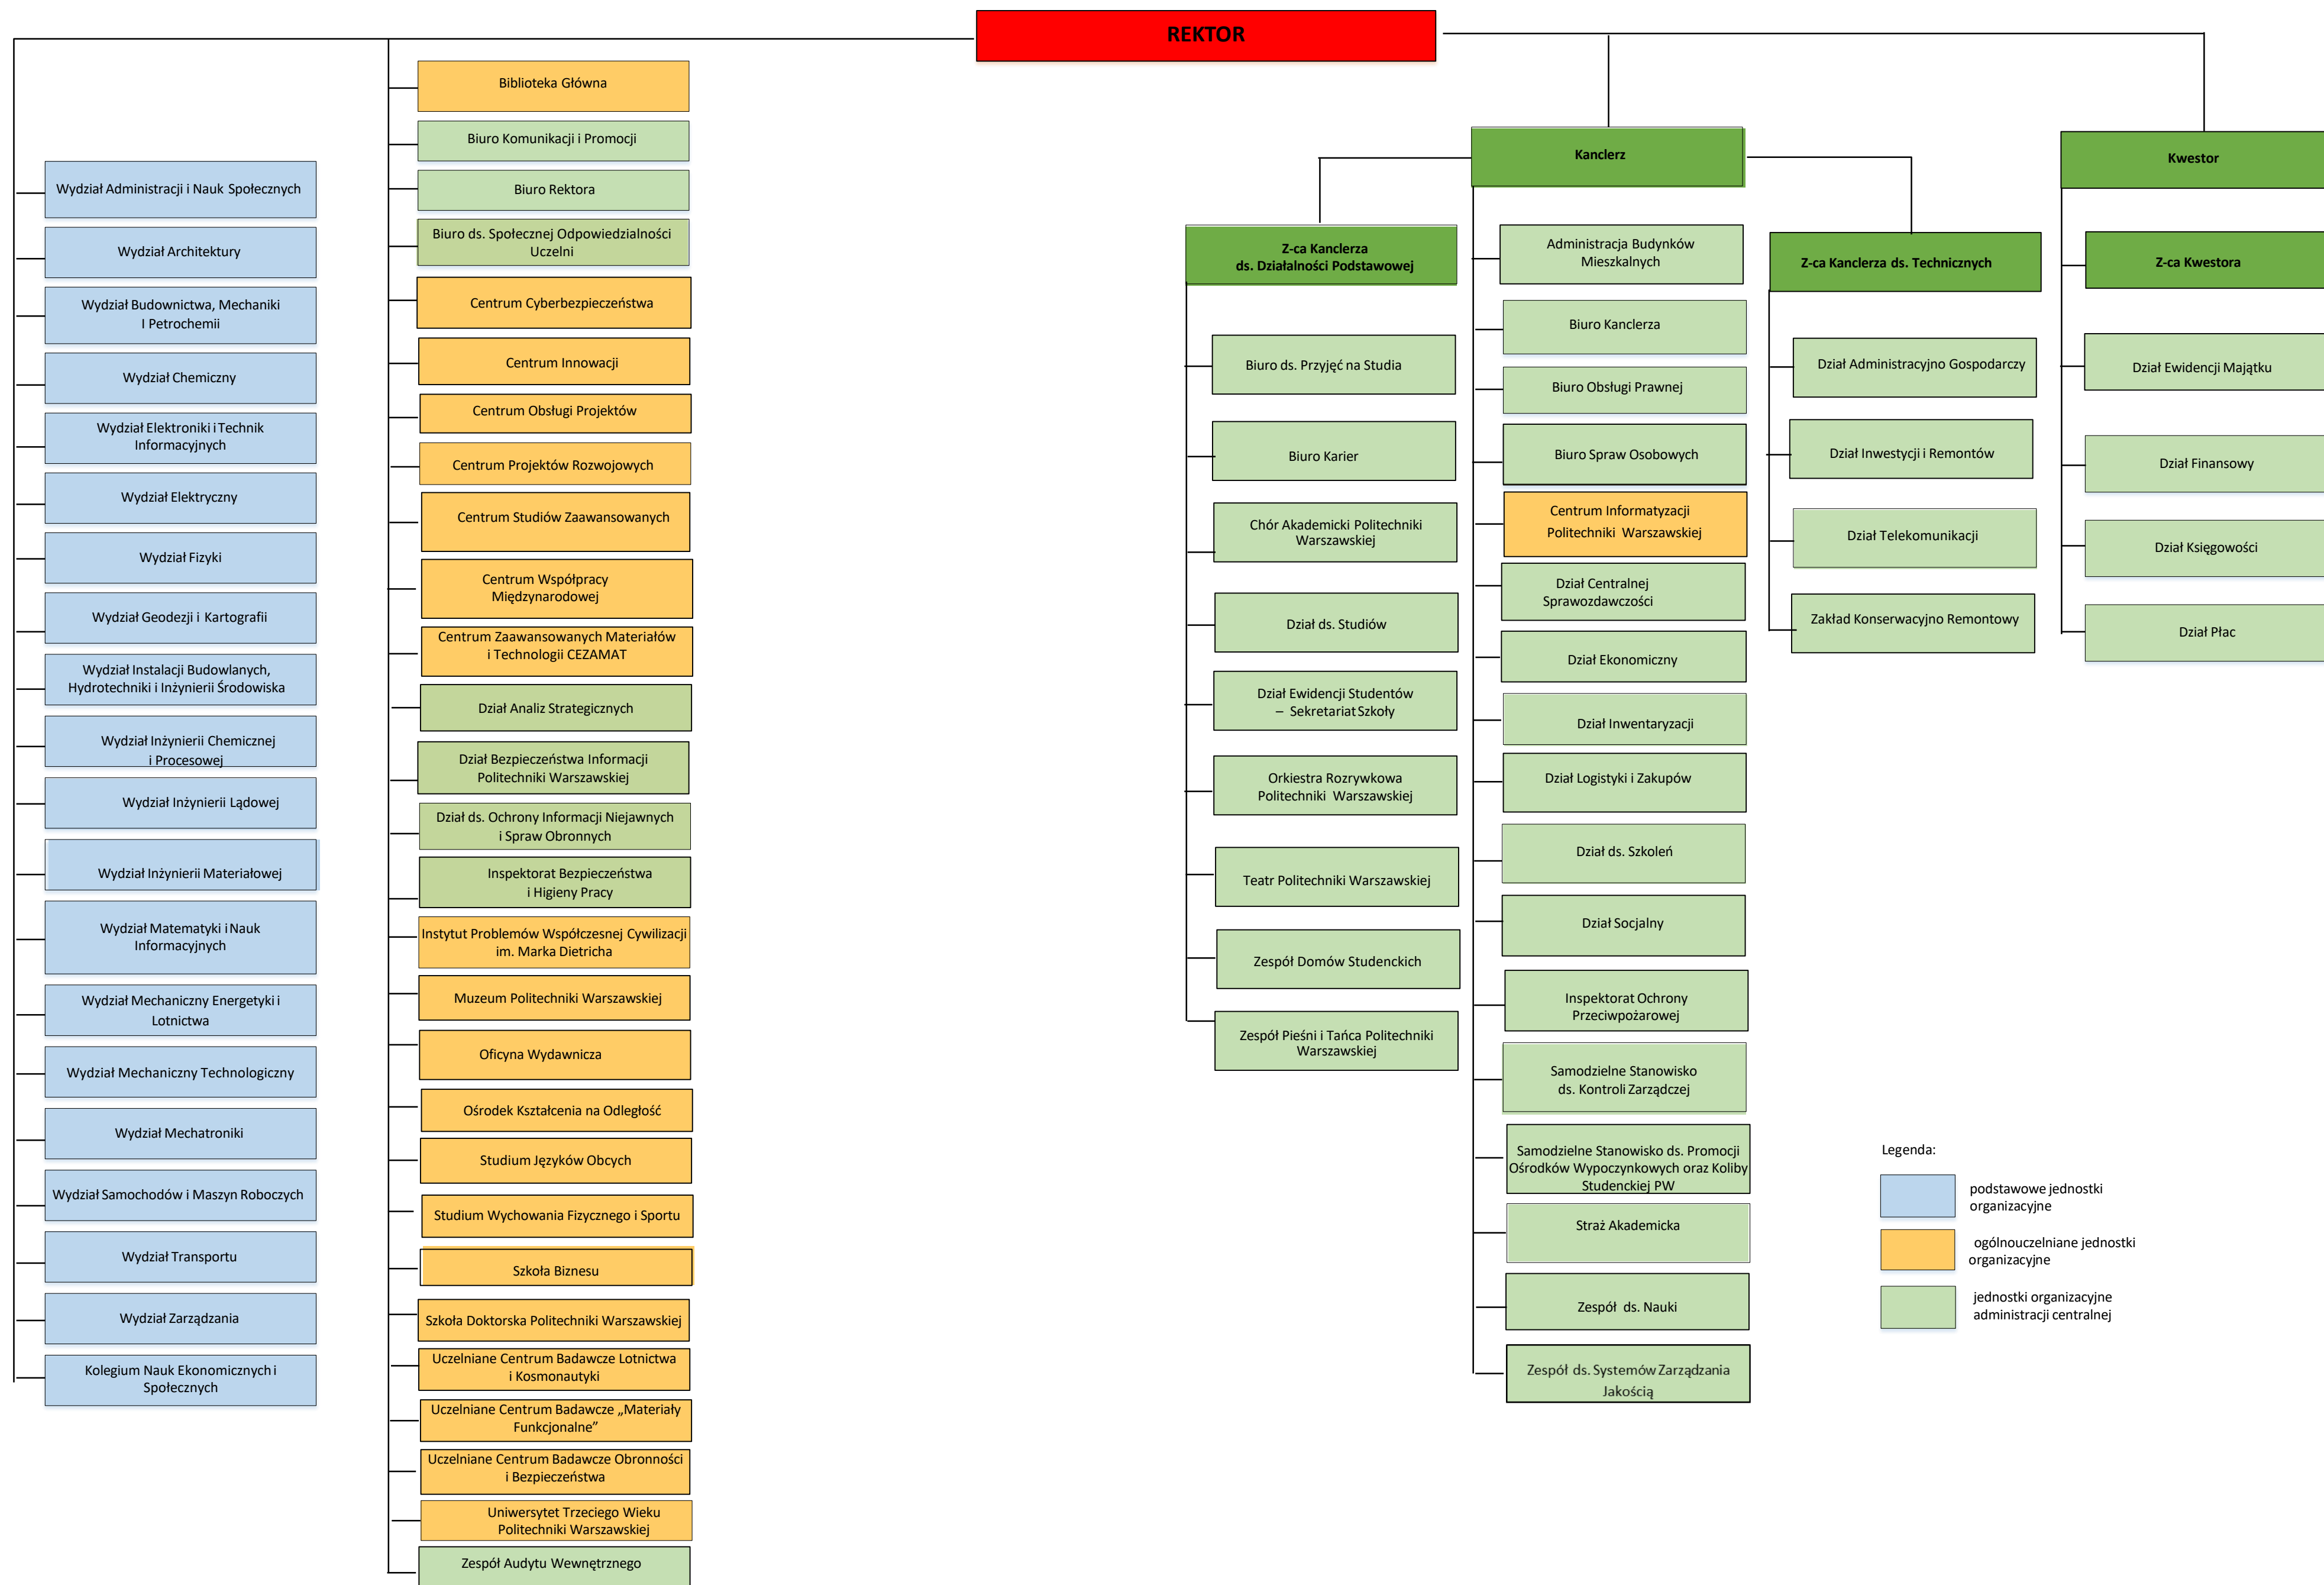 REKTOR
Wydział Administracji i Nauk Społecznych
Wydział Architektury
Wydział Budownictwa, Mechaniki
I Petrochemii
Wydział Chemiczny
Wydział Elektroniki i Technik
Informacyjnych
Wydział Elektryczny
Wydział Fizyki
Wydział Geodezji i Kartografii
Wydział Instalacji Budowlanych,
Hydrotechniki i Inżynierii Środowiska
Wydział Inżynierii Chemicznej
i Procesowej
Wydział Inżynierii Lądowej
Wydział Inżynierii Materiałowej
Wydział Matematyki i Nauk
Informacyjnych
Wydział Mechaniczny Energetyki i
Lotnictwa
Wydział Mechaniczny Technologiczny
Wydział Mechatroniki
Wydział Samochodów i Maszyn Roboczych
Wydział Transportu
Wydział Zarządzania
Kolegium Nauk Ekonomicznych i
Społecznych
Biblioteka Główna
Biuro Komunikacji i Promocji
Biuro Rektora
Biuro ds. Społecznej Odpowiedzialności
Uczelni
Centrum Cyberbezpieczeństwa
Centrum Innowacji
Centrum Obsługi Projektów
Centrum Projektów Rozwojowych
Centrum Studiów Zaawansowanych
Centrum Współpracy
Międzynarodowej
Centrum Zaawansowanych Materiałów
i Technologii CEZAMAT
Dział Analiz Strategicznych
Dział Bezpieczeństwa Informacji
Politechniki Warszawskiej
Dział ds. Ochrony Informacji Niejawnych
i Spraw Obronnych
Inspektorat Bezpieczeństwa
i Higieny Pracy
Instytut Problemów Współczesnej Cywilizacji
im. Marka Dietricha
Muzeum Politechniki Warszawskiej
Oficyna Wydawnicza
Ośrodek Kształcenia na Odległość
Studium Języków Obcych
Studium Wychowania Fizycznego i Sportu
Szkoła Biznesu
Szkoła Doktorska Politechniki Warszawskiej
Uczelniane Centrum Badawcze Lotnictwa
i Kosmonautyki
Uczelniane Centrum Badawcze „Materiały
Funkcjonalne”
Uczelniane Centrum Badawcze Obronności
i Bezpieczeństwa
Uniwersytet Trzeciego Wieku
Politechniki Warszawskiej
Zespół Audytu Wewnętrznego
Kanclerz
Z-ca Kanclerza
ds. Działalności Podstawowej
Biuro ds. Przyjęć na Studia
Biuro Karier
Chór Akademicki Politechniki
Warszawskiej
Dział ds. Studiów
Dział Ewidencji Studentów
– Sekretariat Szkoły
Orkiestra Rozrywkowa
Politechniki Warszawskiej
Teatr Politechniki Warszawskiej
Zespół Domów Studenckich
Zespół Pieśni i Tańca Politechniki
Warszawskiej
Administracja Budynków
Mieszkalnych
Biuro Kanclerza
Biuro Obsługi Prawnej
Biuro Spraw Osobowych
Centrum Informatyzacji
Politechniki Warszawskiej
Dział Centralnej
Sprawozdawczości
Dział Ekonomiczny
Dział Inwentaryzacji
Dział Logistyki i Zakupów
Dział ds. Szkoleń
Dział Socjalny
Inspektorat Ochrony
Przeciwpożarowej
Samodzielne Stanowisko
ds. Kontroli Zarządczej
Samodzielne Stanowisko ds. Promocji
Ośrodków Wypoczynkowych oraz Koliby
Studenckiej PW
Straż Akademicka
Zespół ds. Nauki
Zespół ds. Systemów Zarządzania
Jakością
Z-ca Kanclerza ds. Technicznych
Dział Administracyjno Gospodarczy
Dział Inwestycji i Remontów
Dział Telekomunikacji
Zakład Konserwacyjno Remontowy
Kwestor
Z-ca Kwestora
Dział Ewidencji Majątku
Dział Finansowy
Dział Księgowości
Dział Płac
Legenda:
podstawowe jednostki
organizacyjne
ogólnouczelniane jednostki
organizacyjne
jednostki organizacyjne
administracji centralnej